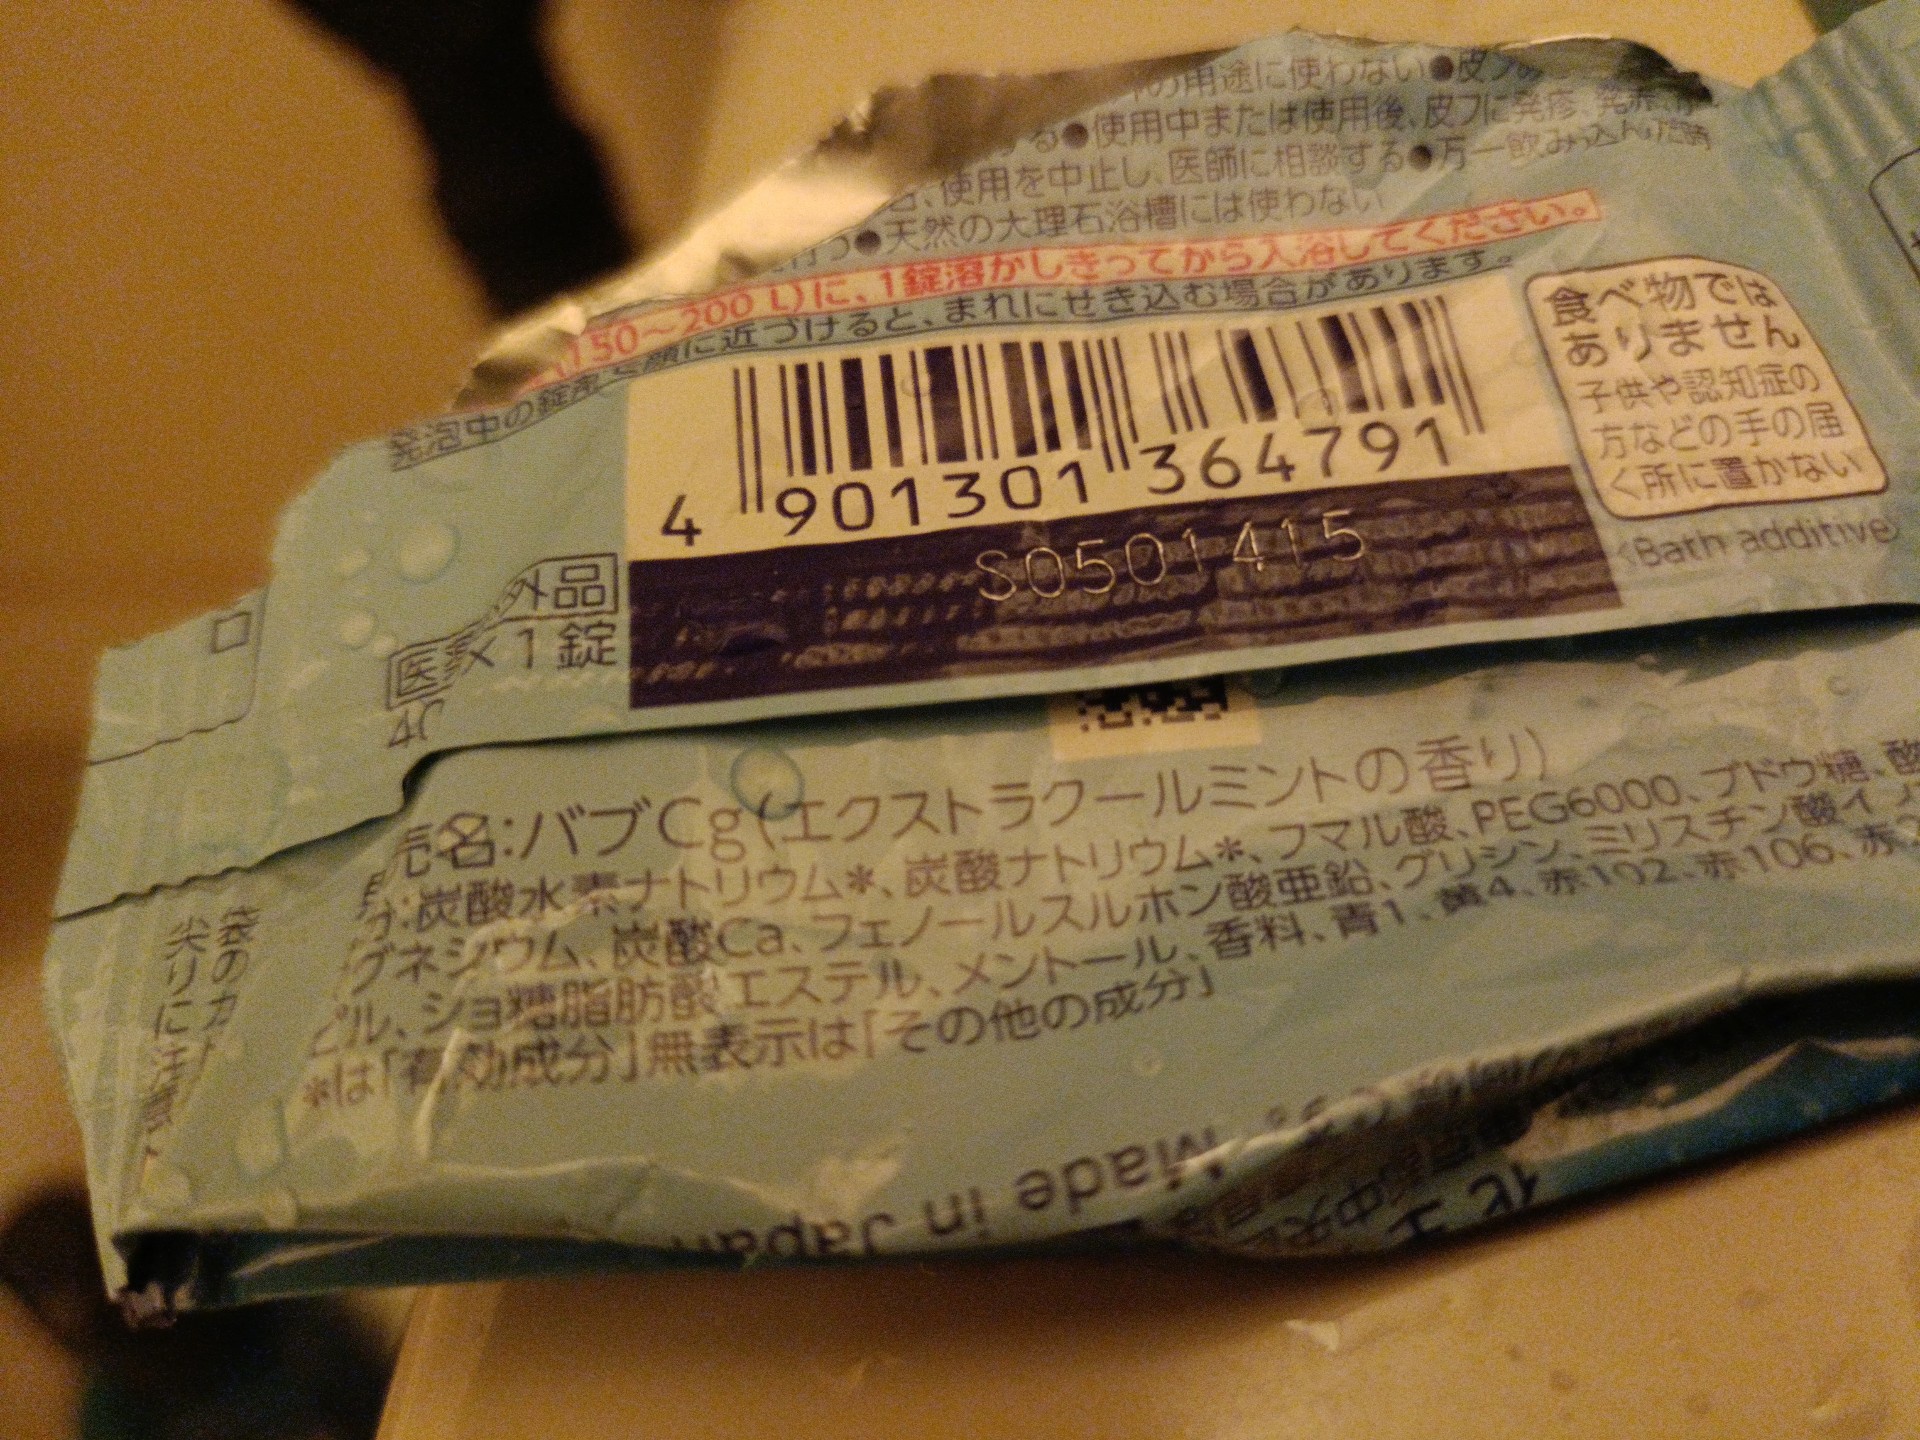 の用途に使わない●皮フ
る●使用中または使用後、皮フに発疹、発赤
、使用を中止し、医師に相談する●万一飲み込んだ時
行う●天然の大理石浴槽には使わない
150～200 L)に、1錠溶かしきってから入浴してください。
発泡中の錠剤 顔に近づけると、まれにせき込む場合があります。
食べ物では
ありません
子供や認知症の
方などの手の届
く所に置かない
4 901301 364791
S0501415
<Bath additive>
医 外品
×1錠
名:バブCg(エクストラクールミントの香り)
:炭酸水素ナトリウム*、炭酸ナトリウム*、フマル酸、PEG6000、ブドウ糖、酸
グネシウム、炭酸Ca、フェノールスルホン酸亜鉛、グリシン、ミリスチン酸イ
ピル、ショ糖脂肪酸エステル、メントール、香料、青1、黄4、赤102、赤106、赤
*は「有効成分」無表示は「その他の成分」
袋の
尖りに注意
Made in Japan